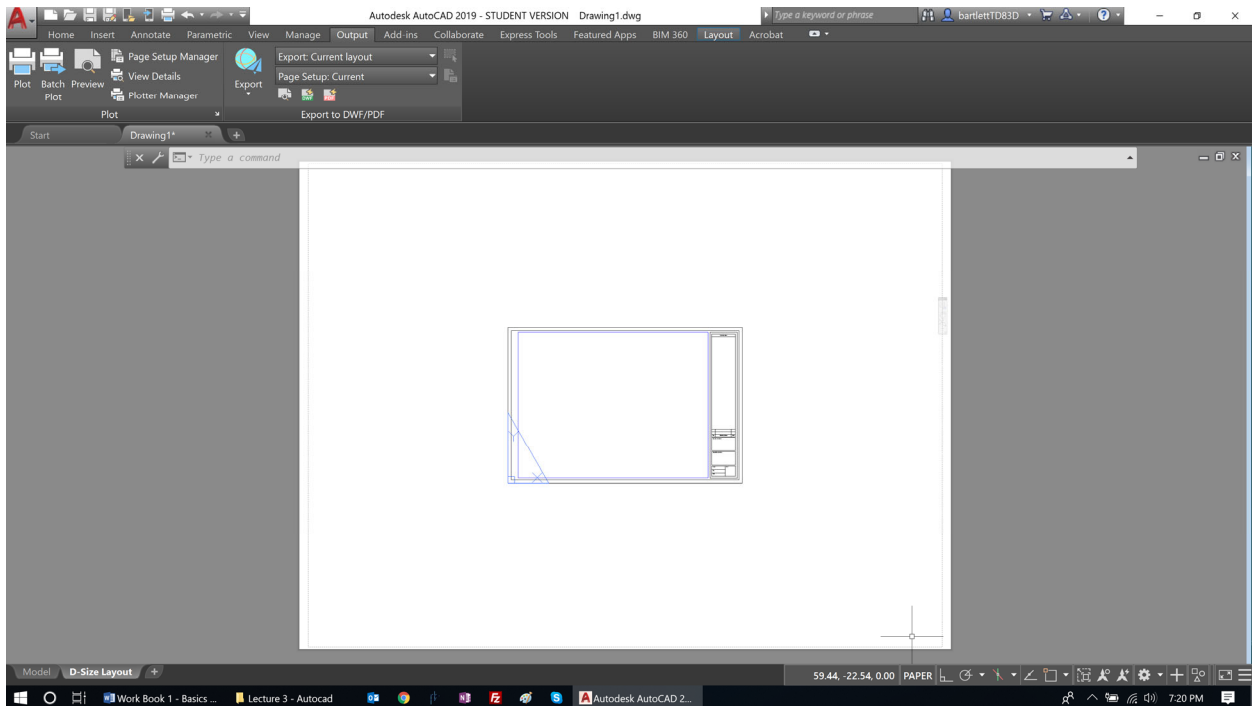 Autodesk AutoCAD 2019 - STUDENT VERSION Drawing1.dwg
Type a keyword or phrase
bartlettTD83D
Home Insert Annotate Parametric View Manage Output Add-ins Collaborate Express Tools Featured Apps BIM 360 Layout Acrobat
Plot
Batch Plot
Preview
Page Setup Manager
View Details
Plotter Manager
Plot
Export
Export: Current layout
Page Setup: Current
Export to DWF/PDF
Start
Drawing1*
Type a command
Y
X
Model
D-Size Layout
59.44, -22.54, 0.00 PAPER
Work Book 1 - Basics ...
Lecture 3 - Autocad
Autodesk AutoCAD 2...
7:20 PM